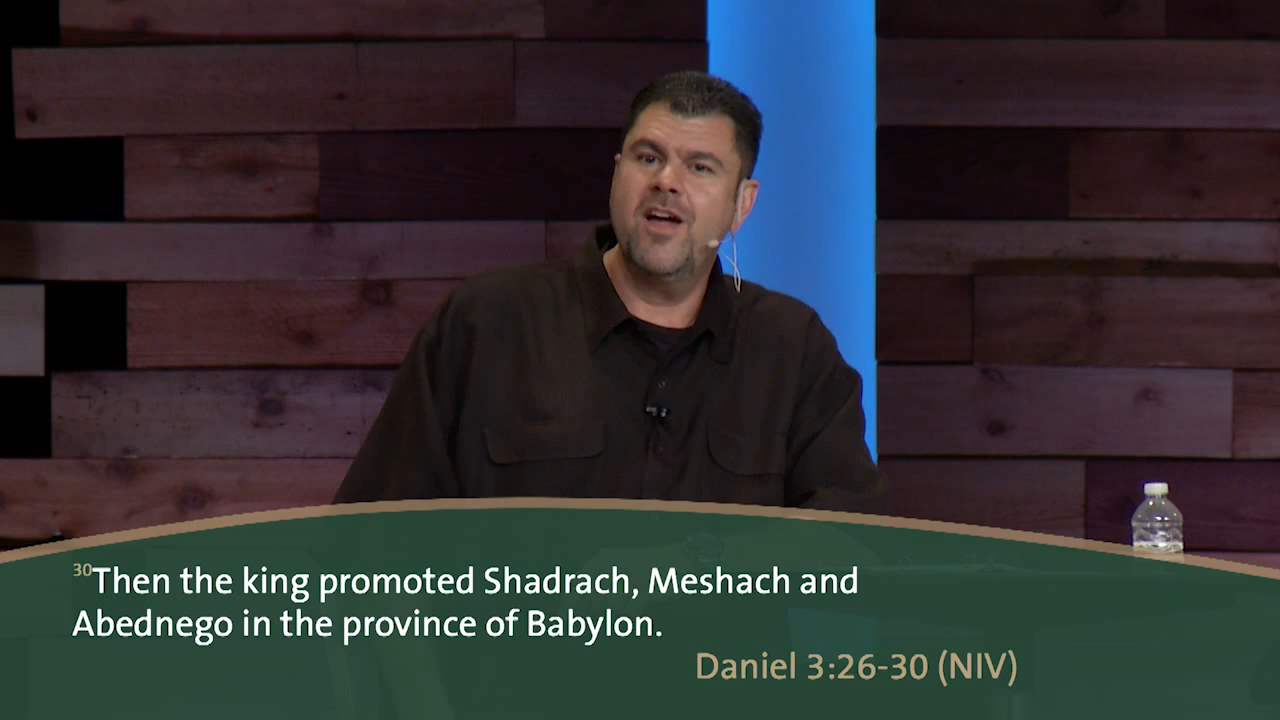 30Then the king promoted Shadrach, Meshach and
Abednego in the province of Babylon.
Daniel 3:26-30 (NIV)